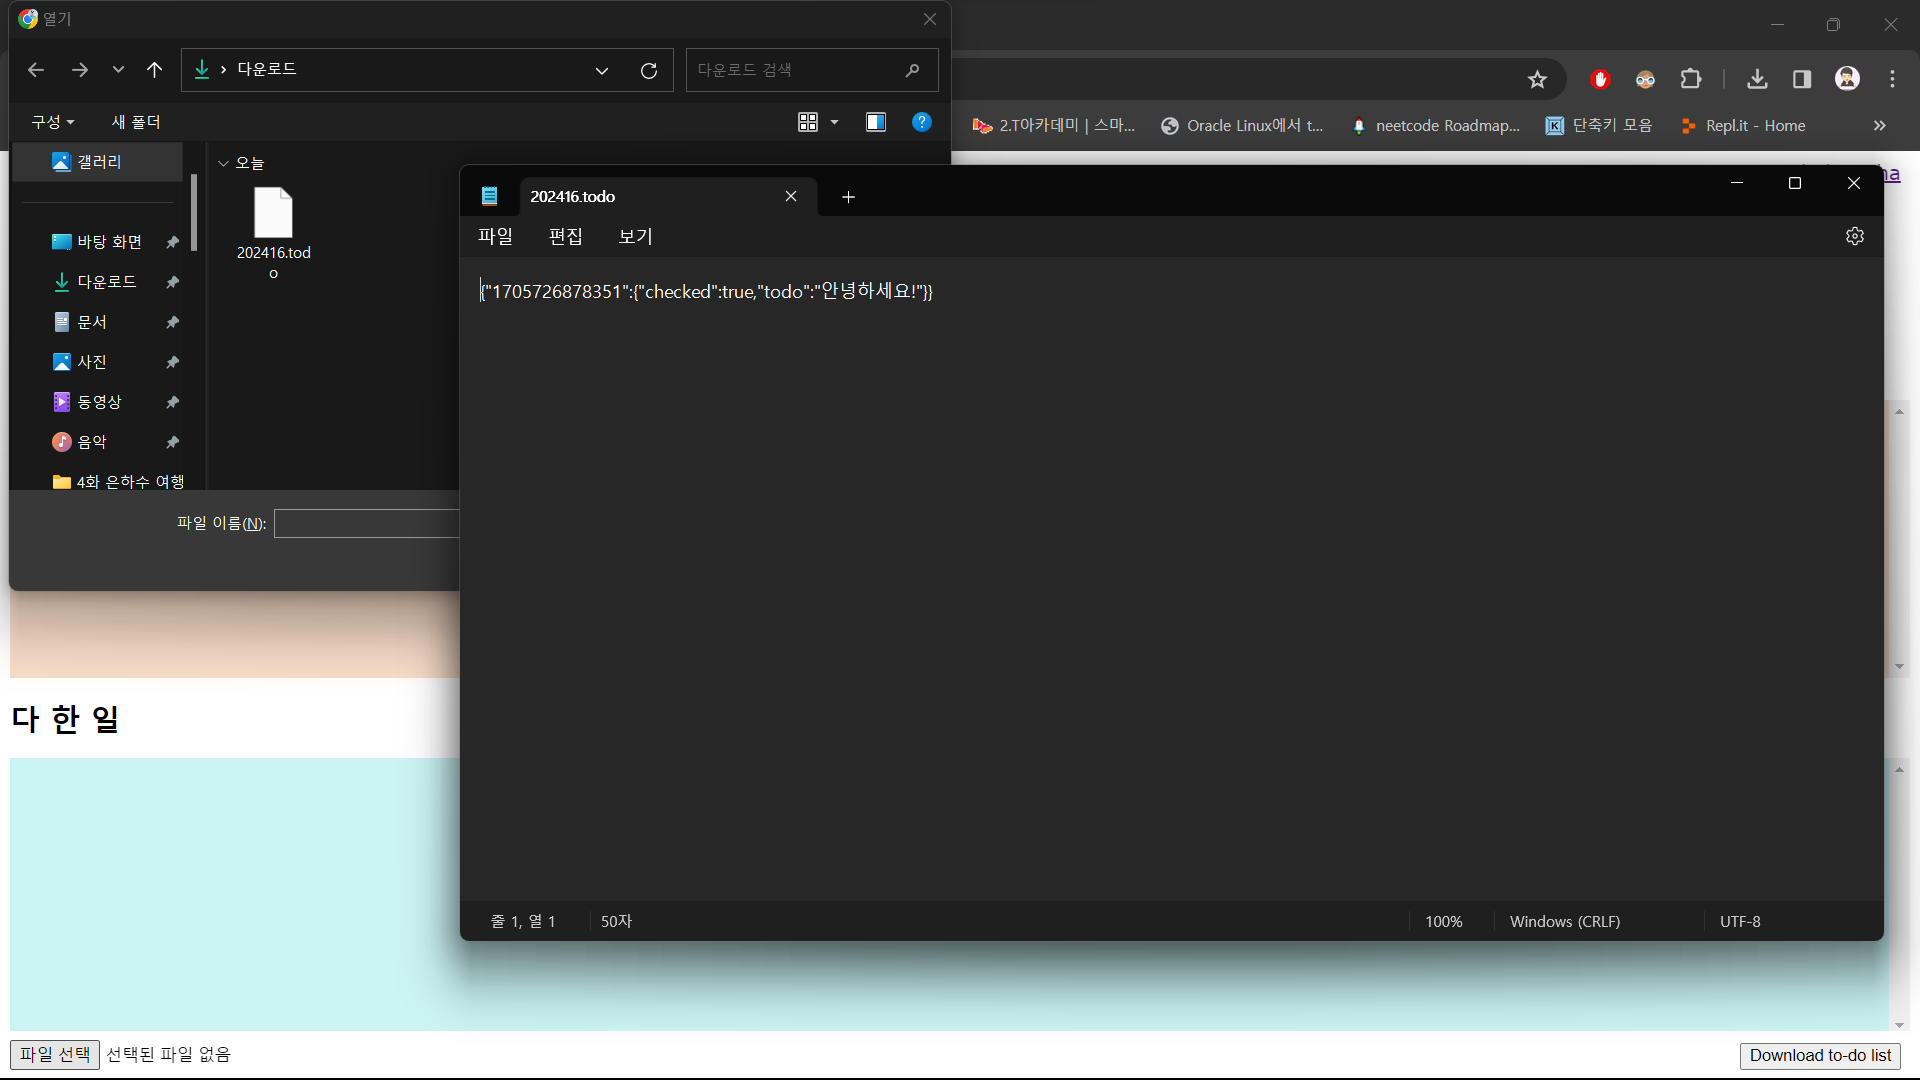 열기
다운로드
다운로드 검색
구성
새 폴더
갤러리
바탕 화면
다운로드
문서
사진
동영상
음악
4화 은하수 여행
오늘
202416.tod
o
파일 이름(N):
2.T아카데미 | 스마...
Oracle Linux에서 t...
neetcode Roadmap...
단축키 모음
Repl.it - Home
202416.todo
파일
편집
보기
{"1705726878351":{"checked":true,"todo":"안녕하세요!"}}
줄 1, 열 1
50자
100%
Windows (CRLF)
UTF-8
다 한 일
파일 선택 선택된 파일 없음
Download to-do list